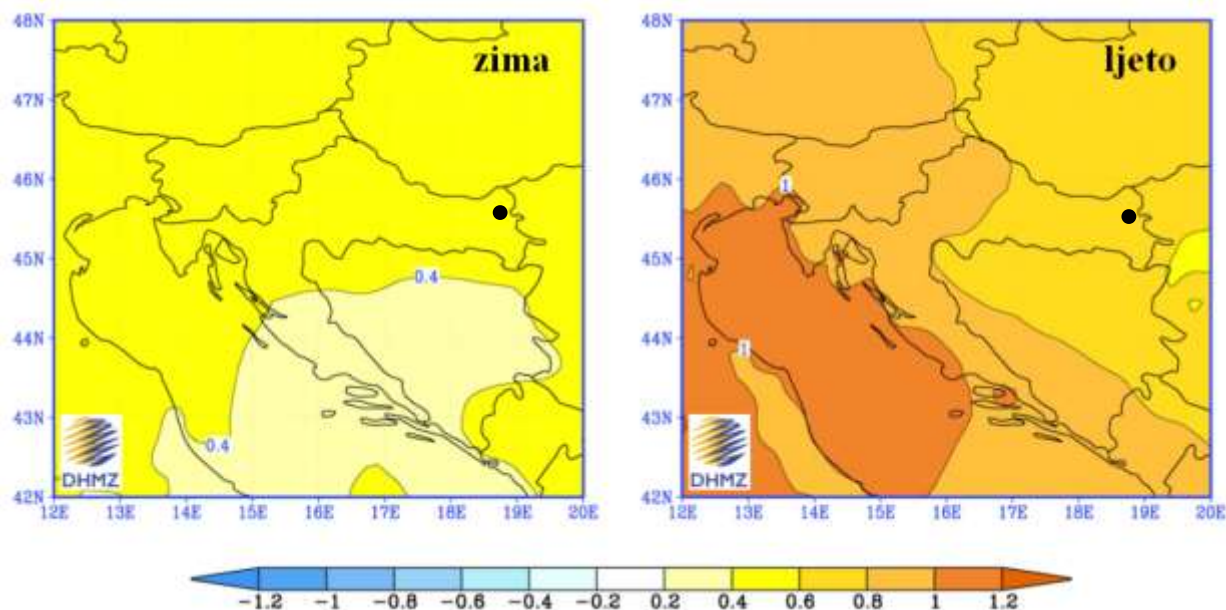 48N
47N
46N
45N
44N
43N
42N
zima
0.4
0.4
DHMZ
12E 13E 14E 15E 16E 17E 18E 19E 20E
48N
47N
46N
45N
44N
43N
42N
ljeto
1
1
DHMZ
12E 13E 14E 15E 16E 17E 18E 19E 20E
-1.2 -1 -0.8 -0.6 -0.4 -0.2 0.2 0.4 0.6 0.8 1 1.2